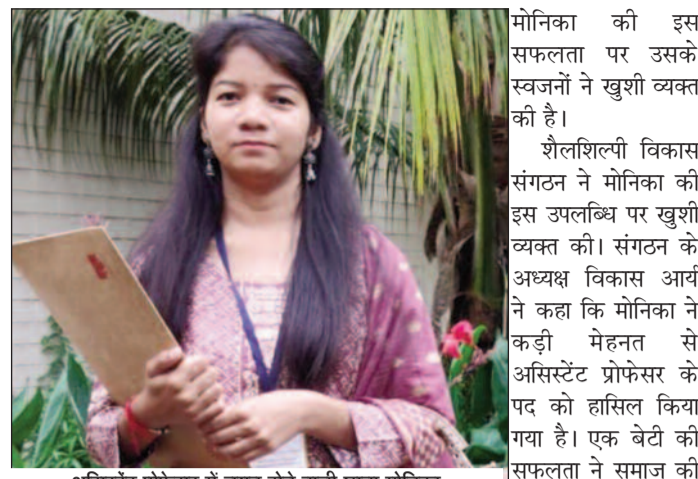 मोनिका की इस
सफलता पर उसके
स्वजनों ने खुशी व्यक्त
की है।
शैलशिल्पी विकास
संगठन ने मोनिका की
इस उपलब्धि पर खुशी
व्यक्त की। संगठन के
अध्यक्ष विकास आर्य
ने कहा कि मोनिका ने
कड़ी मेहनत से
असिस्टेंट प्रोफेसर के
पद को हासिल किया
गया है। एक बेटी की
सफलता ने समाज की